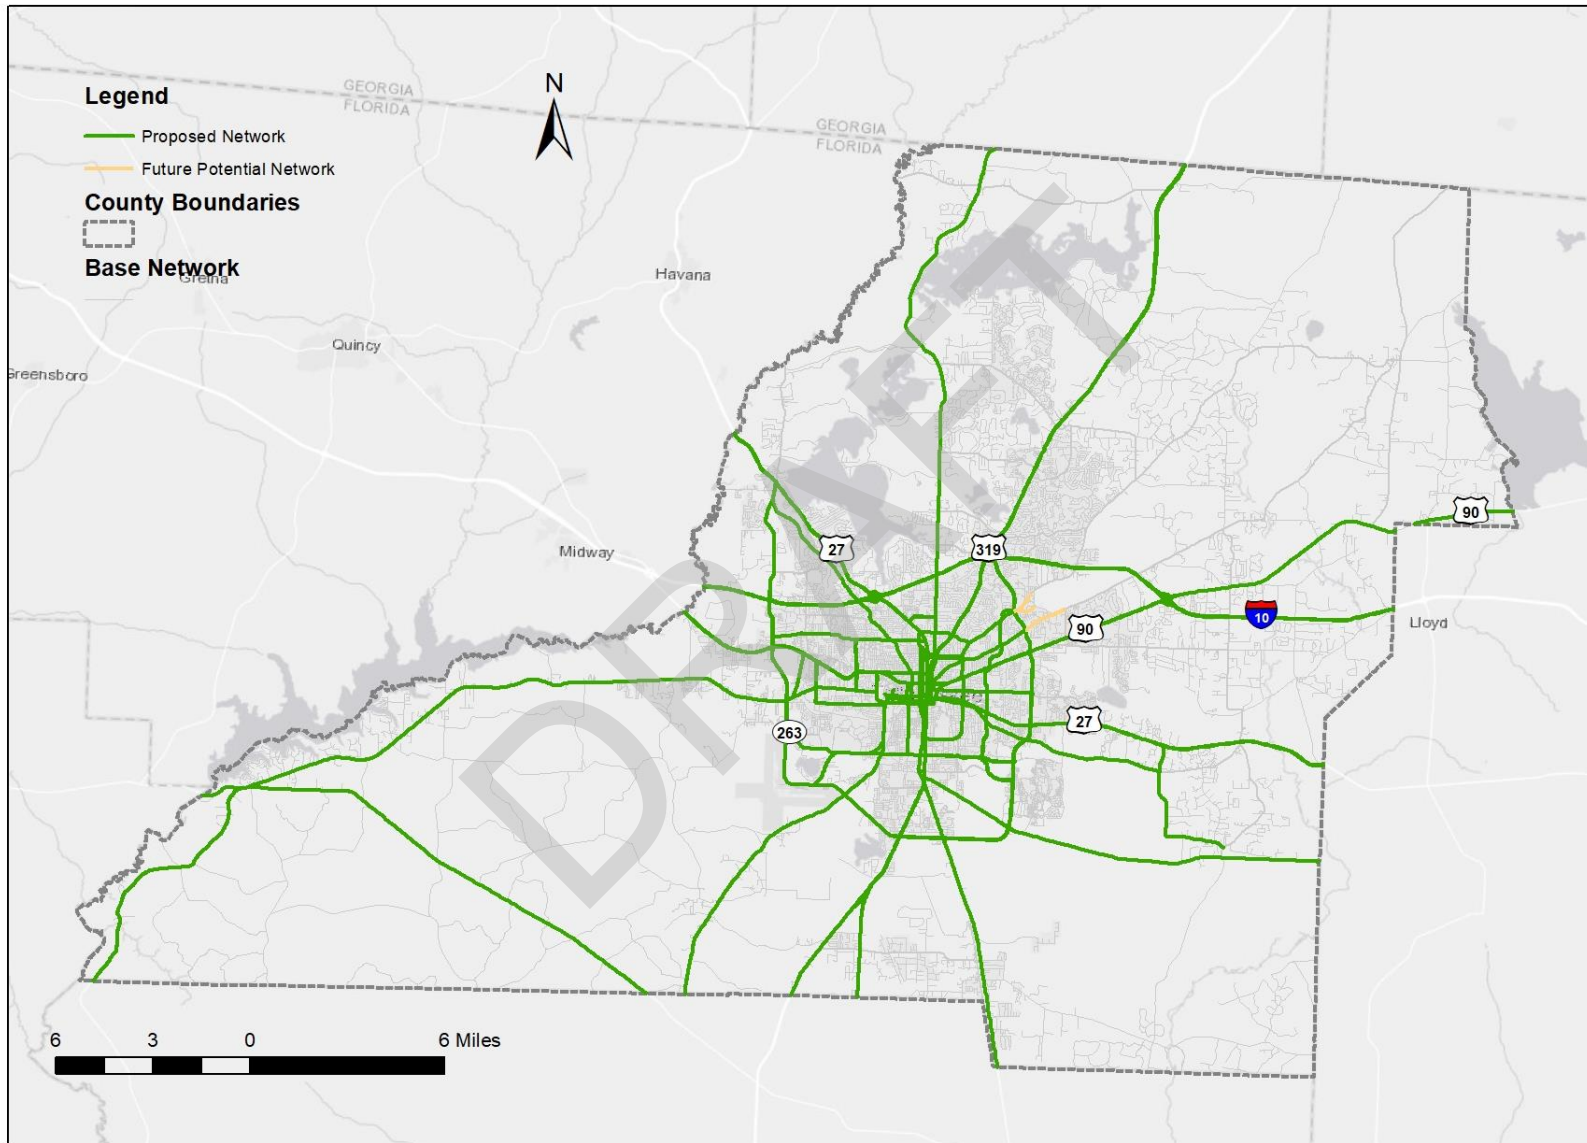 GEORGIA
FLORIDA
N
GEORGIA
FLORIDA
Legend
Proposed Network
Future Potential Network
County Boundaries
Base Network
Gretna
Havana
Quincy
Greensboro
Midway
27
319
90
10
Lloyd
90
27
263
DRAFT
6 3 0 6 Miles